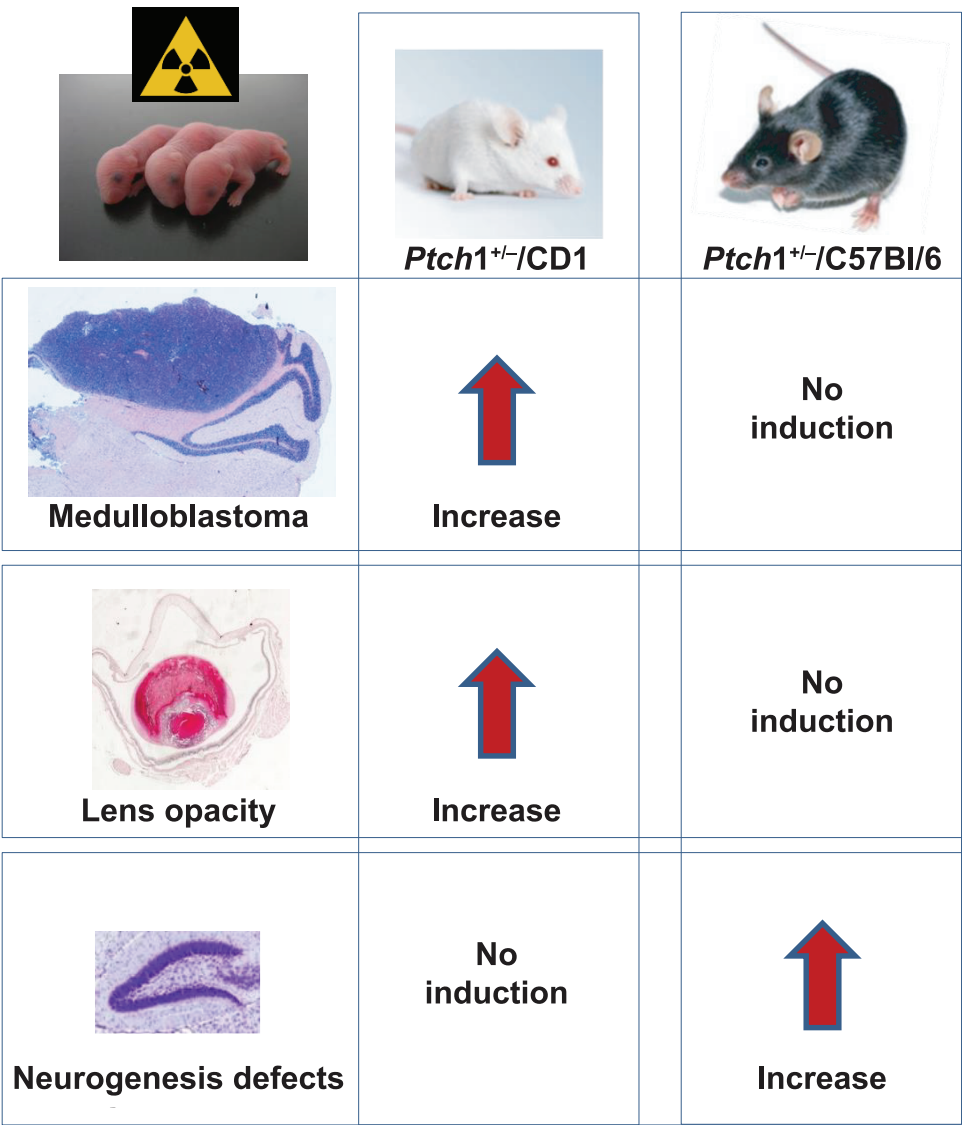 Ptch1+/–/CD1
Ptch1+/–/C57Bl/6
No
induction
Medulloblastoma
Increase
No
induction
Lens opacity
Increase
No
induction
Neurogenesis defects
Increase